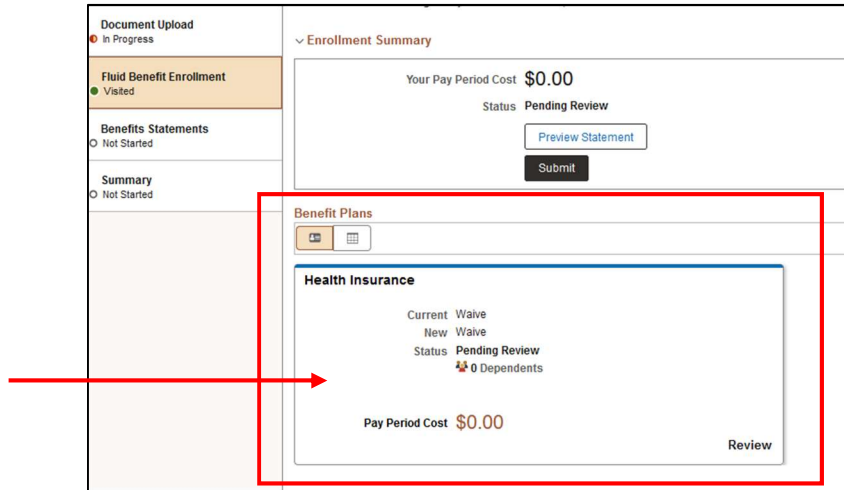 Document Upload
In Progress
Fluid Benefit Enrollment
Visited
Benefits Statements
Not Started
Summary
Not Started
Enrollment Summary
Your Pay Period Cost $0.00
Status Pending Review
Preview Statement
Submit
Benefit Plans
Health Insurance
Current Waive
New Waive
Status Pending Review
0 Dependents
Pay Period Cost $0.00
Review